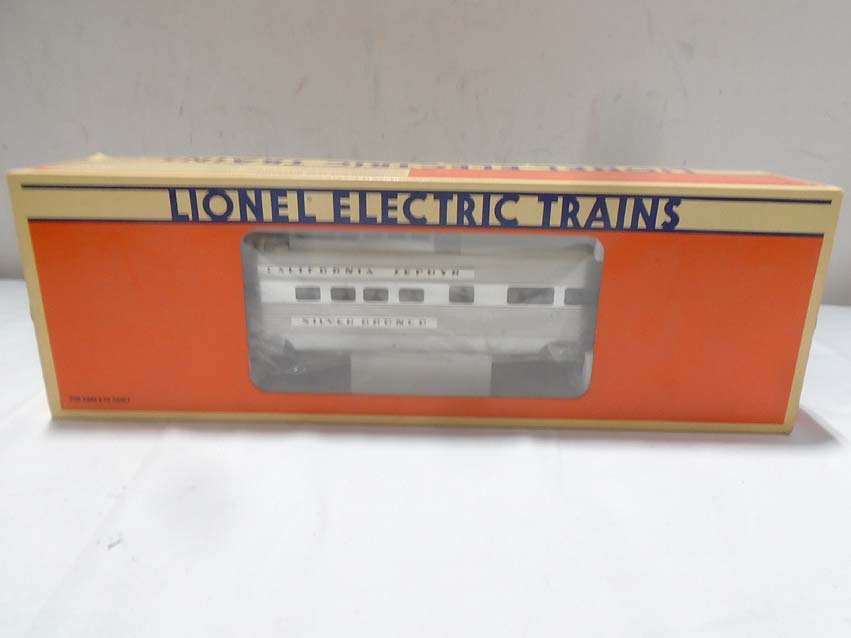 LIONEL ELECTRIC TRAINS
CALIFORNIA ZEPHYR
SILVER BRONCO